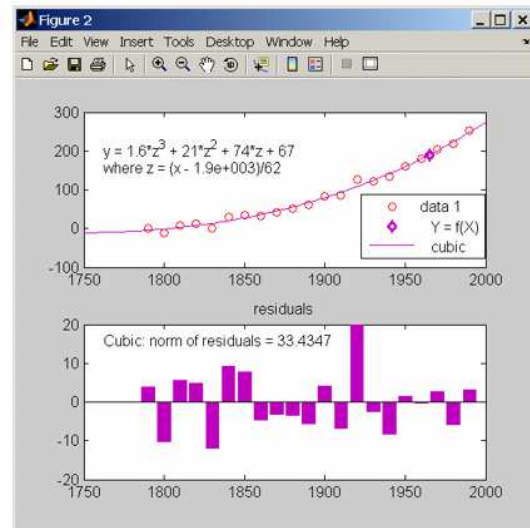 Figure 2
File Edit View Insert Tools Desktop Window Help
300
200
100
0
-100
y = 1.6*z^3 + 21*z^2 + 74*z + 67
where z = (x - 1.9e+003)/62
data 1
Y = f(X)
cubic
1750 1800 1850 1900 1950 2000
residuals
20
10
0
-10
-20
Cubic: norm of residuals = 33.4347
1750 1800 1850 1900 1950 2000